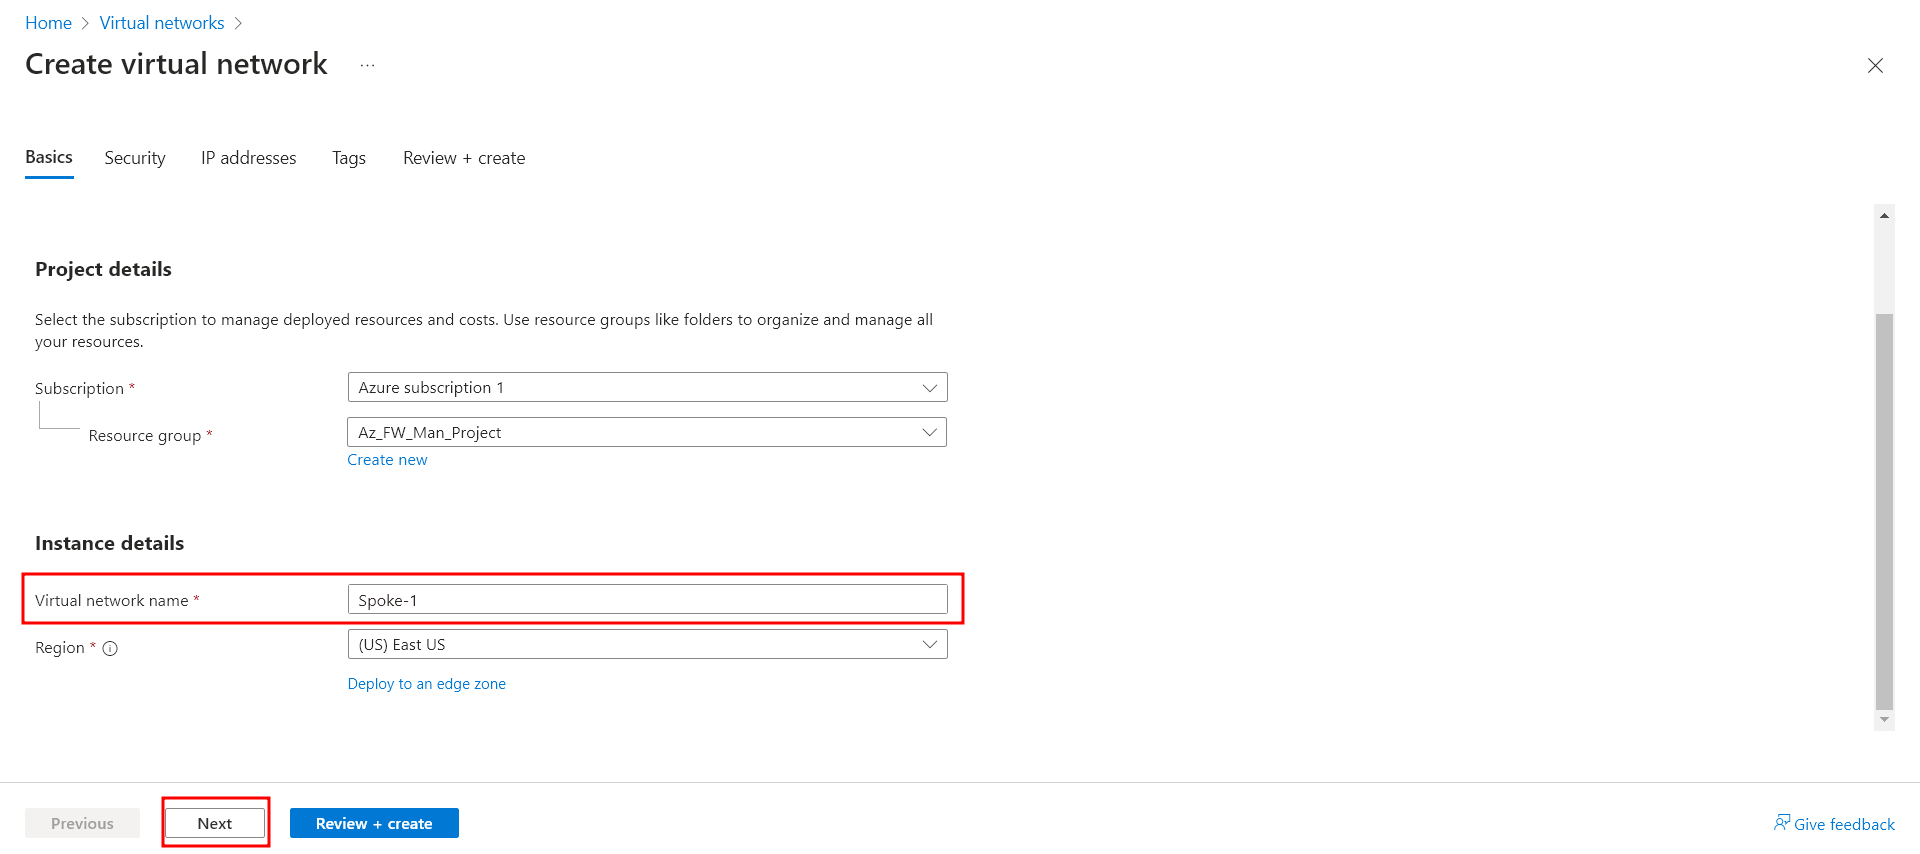 Home > Virtual networks >
Create virtual network ...
Basics Security IP addresses Tags Review + create
Project details
Select the subscription to manage deployed resources and costs. Use resource groups like folders to organize and manage all
your resources.
Subscription * Azure subscription 1
Resource group * Az_FW_Man_Project
Create new
Instance details
Virtual network name * Spoke-1
Region * (US) East US
Deploy to an edge zone
Previous Next Review + create Give feedback